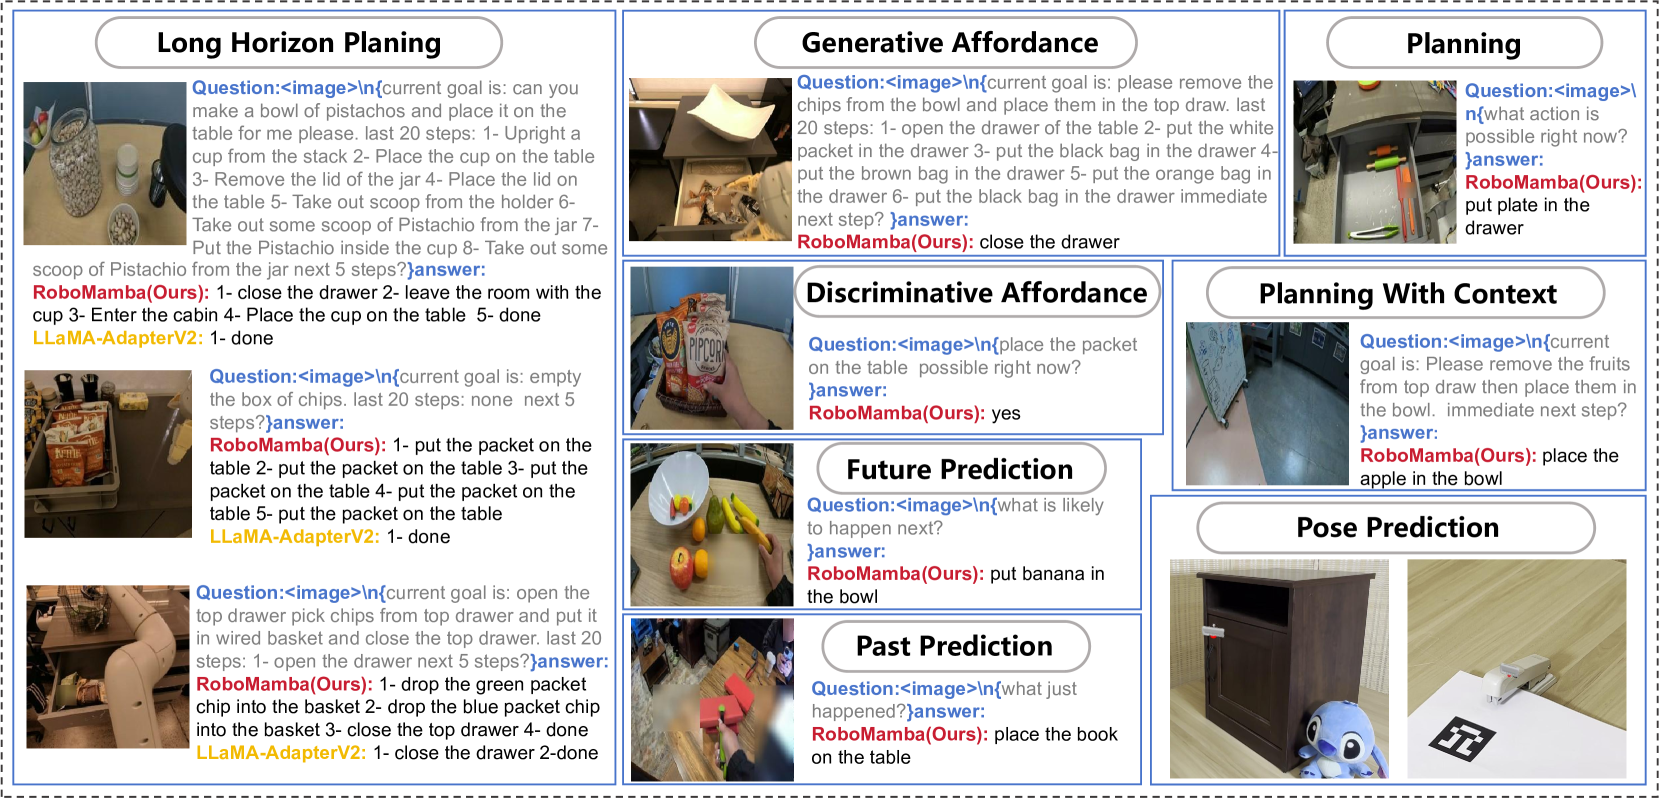 Long Horizon Planing
Question:<image>\n{current goal is: can you
make a bowl of pistachos and place it on the
table for me please. last 20 steps: 1- Upright a
cup from the stack 2- Place the cup on the table
3- Remove the lid of the jar 4- Place the lid on
the table 5- Take out scoop from the holder 6-
Take out some scoop of Pistachio from the jar 7-
Put the Pistachio inside the cup 8- Take out some
scoop of Pistachio from the jar next 5 steps?}answer:
RoboMamba(Ours): 1- close the drawer 2- leave the room with the
cup 3- Enter the cabin 4- Place the cup on the table  5- done
LLaMA-AdapterV2: 1- done
Question:<image>\n{current goal is: empty
the box of chips. last 20 steps: none  next 5
steps?}answer:
RoboMamba(Ours): 1- put the packet on the
table 2- put the packet on the table 3- put the
packet on the table 4- put the packet on the
table 5- put the packet on the table
LLaMA-AdapterV2: 1- done
Question:<image>\n{current goal is: open the
top drawer pick chips from top drawer and put it
in wired basket and close the top drawer. last 20
steps: 1- open the drawer next 5 steps?}answer:
RoboMamba(Ours): 1- drop the green packet
chip into the basket 2- drop the blue packet chip
into the basket 3- close the top drawer 4- done
LLaMA-AdapterV2: 1- close the drawer 2-done
Generative Affordance
Question:<image>\n{current goal is: please remove the
chips from the bowl and place them in the top draw. last
20 steps: 1- open the drawer of the table 2- put the white
packet in the drawer 3- put the black bag in the drawer 4-
put the brown bag in the drawer 5- put the orange bag in
the drawer 6- put the black bag in the drawer immediate
next step? }answer:
RoboMamba(Ours): close the drawer
Discriminative Affordance
PIPCORN
Question:<image>\n{place the packet
on the table  possible right now?
}answer:
RoboMamba(Ours): yes
Future Prediction
Question:<image>\n{what is likely
to happen next?
}answer:
RoboMamba(Ours): put banana in
the bowl
Past Prediction
Question:<image>\n{what just
happened?}answer:
RoboMamba(Ours): place the book
on the table
Planning
Question:<image>\
n{what action is
possible right now?
}answer:
RoboMamba(Ours):
put plate in the
drawer
Planning With Context
Question:<image>\n{current
goal is: Please remove the fruits
from top draw then place them in
the bowl.  immediate next step?
}answer:
RoboMamba(Ours): place the
apple in the bowl
Pose Prediction